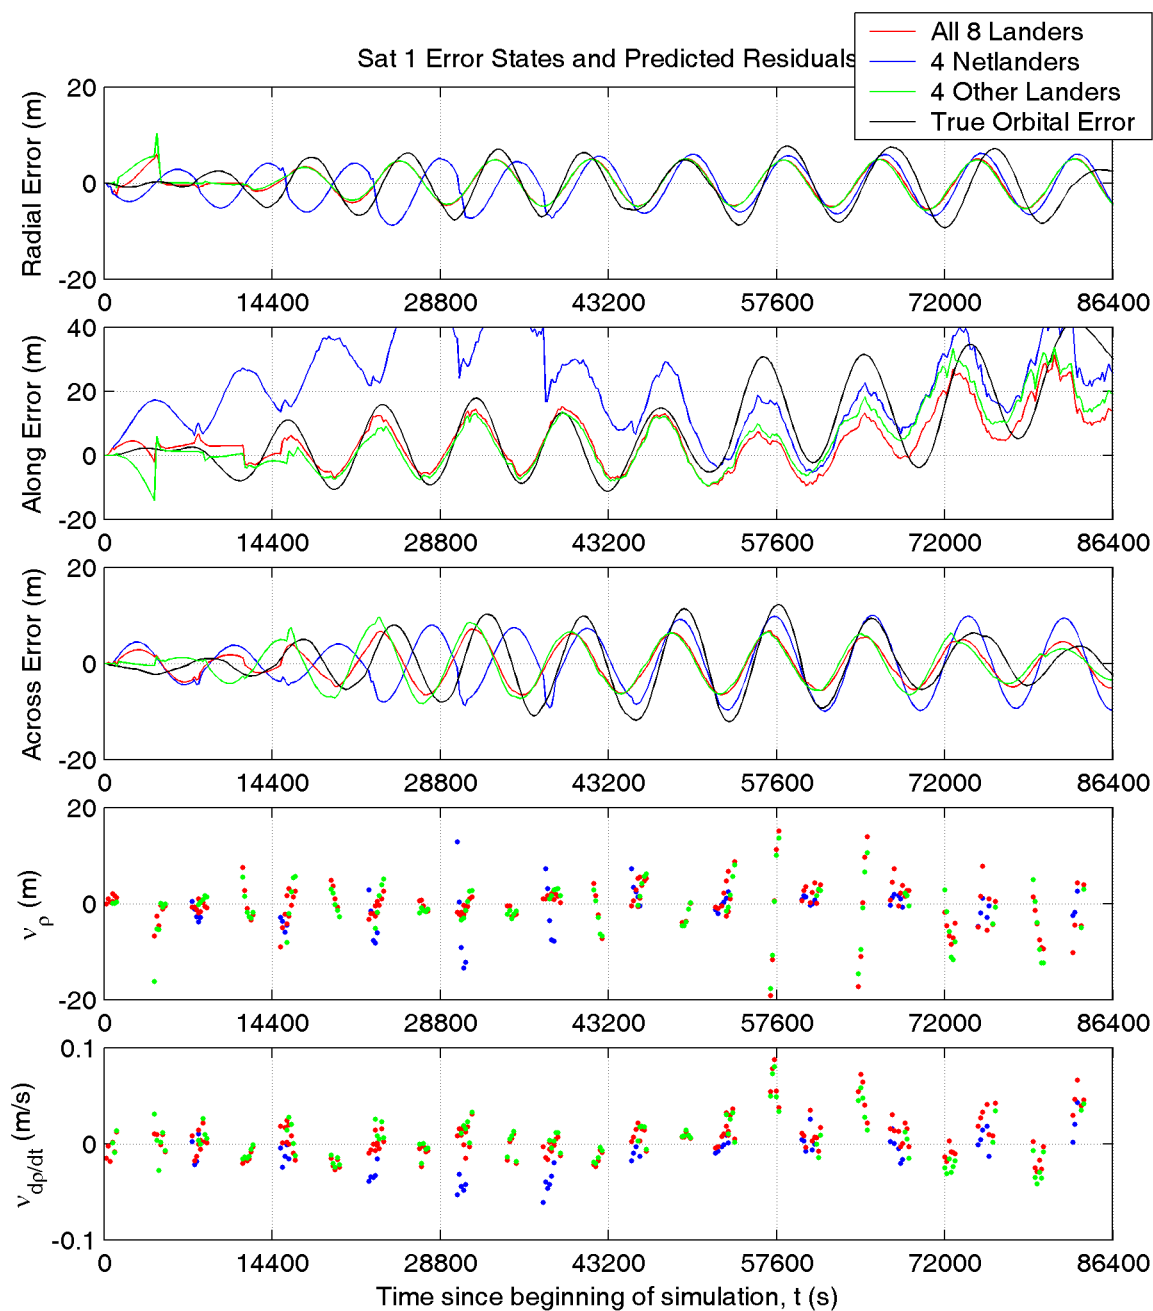 All 8 Landers
Sat 1 Error States and Predicted Residuals
4 Netlanders
4 Other Landers
True Orbital Error
Radial Error (m)
20
0
-20
0 14400 28800 43200 57600 72000 86400
Along Error (m)
40
20
0
-20
0 14400 28800 43200 57600 72000 86400
Across Error (m)
20
0
-20
0 14400 28800 43200 57600 72000 86400
ν_ρ (m)
20
0
-20
0 14400 28800 43200 57600 72000 86400
ν_dρ/dt (m/s)
0.1
0
-0.1
0 14400 28800 43200 57600 72000 86400
Time since beginning of simulation, t (s)